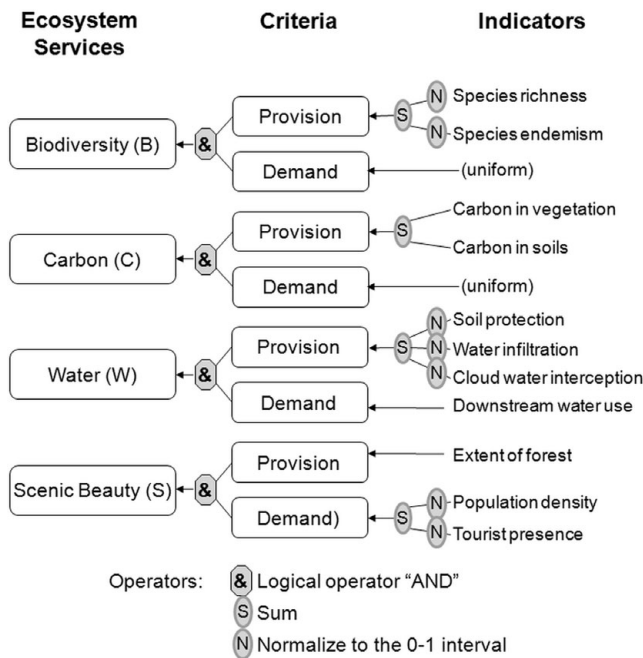 Ecosystem Services
Criteria
Indicators
Biodiversity (B)
&
Provision
S
N
Species richness
N
Species endemism
Demand
(uniform)
Carbon (C)
&
Provision
S
Carbon in vegetation
Carbon in soils
Demand
(uniform)
Water (W)
&
Provision
S
N
Soil protection
N
Water infiltration
N
Cloud water interception
Demand
Downstream water use
Scenic Beauty (S)
&
Provision
Extent of forest
Demand)
S
N
Population density
N
Tourist presence
Operators:
& Logical operator “AND”
S Sum
N Normalize to the 0-1 interval